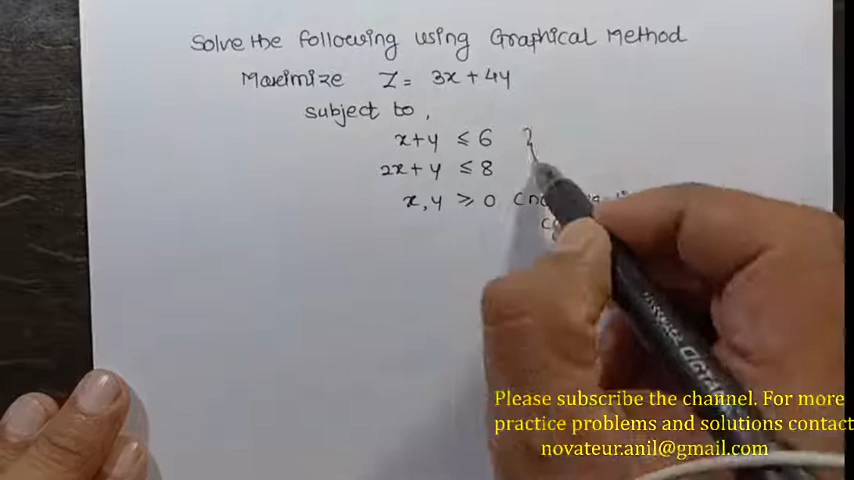 Solve the following using Graphical Method
Maximize Z = 3x + 4y
subject to,
x+y ≤ 6 }
2x+y ≤ 8
x,y ≥ 0
Please subscribe the channel. For more
practice problems and solutions contact
novateur.anil@gmail.com